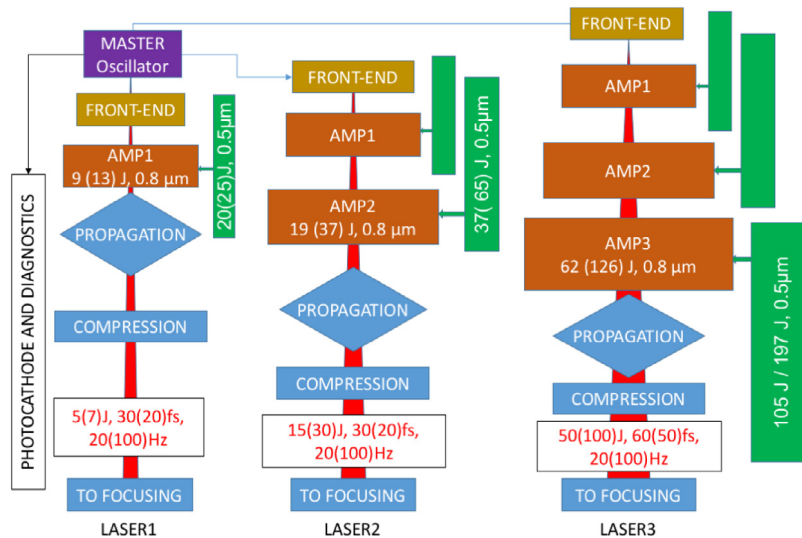 MASTER
Oscillator
FRONT-END
AMP1
9 (13) J, 0.8 µm
20(25)J, 0.5µm
PROPAGATION
COMPRESSION
5(7)J, 30(20)fs,
20(100)Hz
TO FOCUSING
LASER1
PHOTOCATHODE AND DIAGNOSTICS
FRONT-END
AMP1
AMP2
19 (37) J, 0.8 µm
37( 65) J, 0.5µm
PROPAGATION
COMPRESSION
15(30)J, 30(20)fs,
20(100)Hz
TO FOCUSING
LASER2
FRONT-END
AMP1
AMP2
AMP3
62 (126) J, 0.8 µm
105 J / 197 J, 0.5µm
PROPAGATION
COMPRESSION
50(100)J, 60(50)fs,
20(100)Hz
TO FOCUSING
LASER3